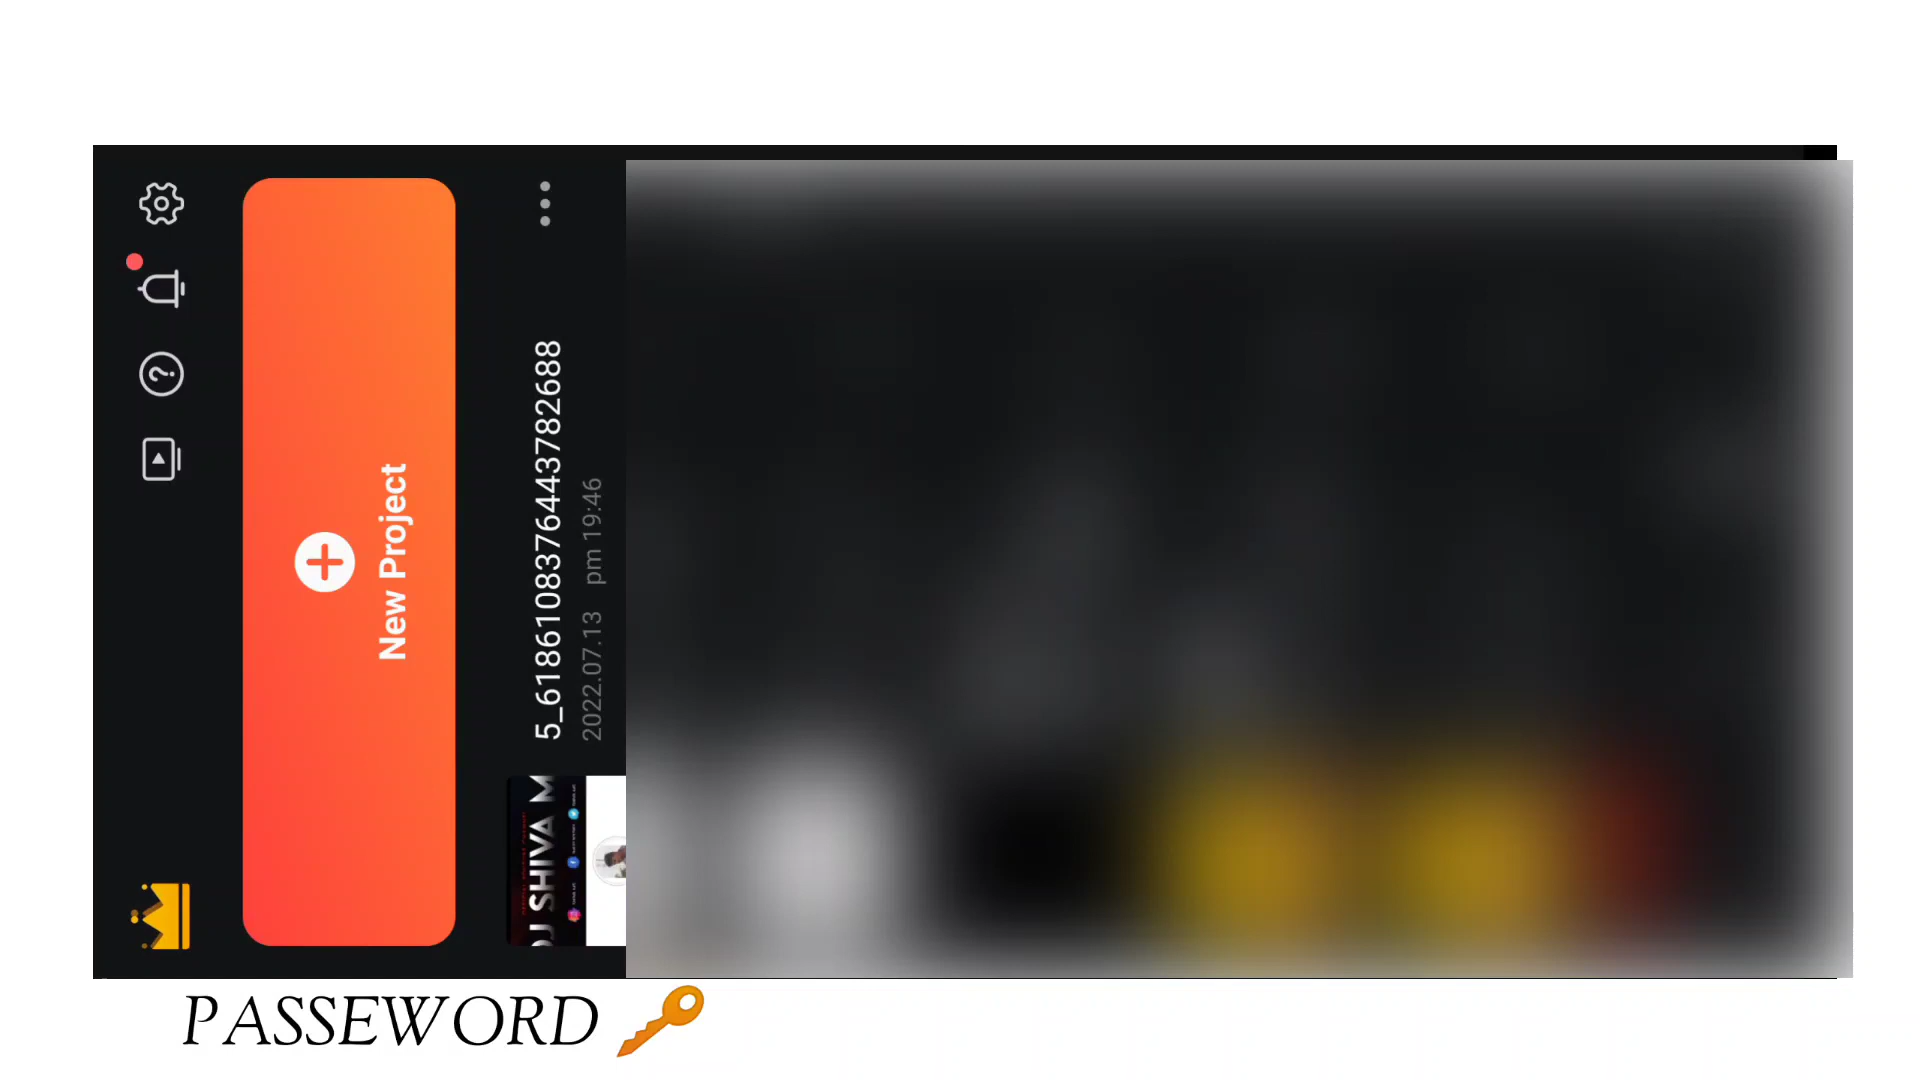 New Project
5_6186108376443782688
2022.07.13 pm 19:46
DJ SHIVA M
PASSEWORD